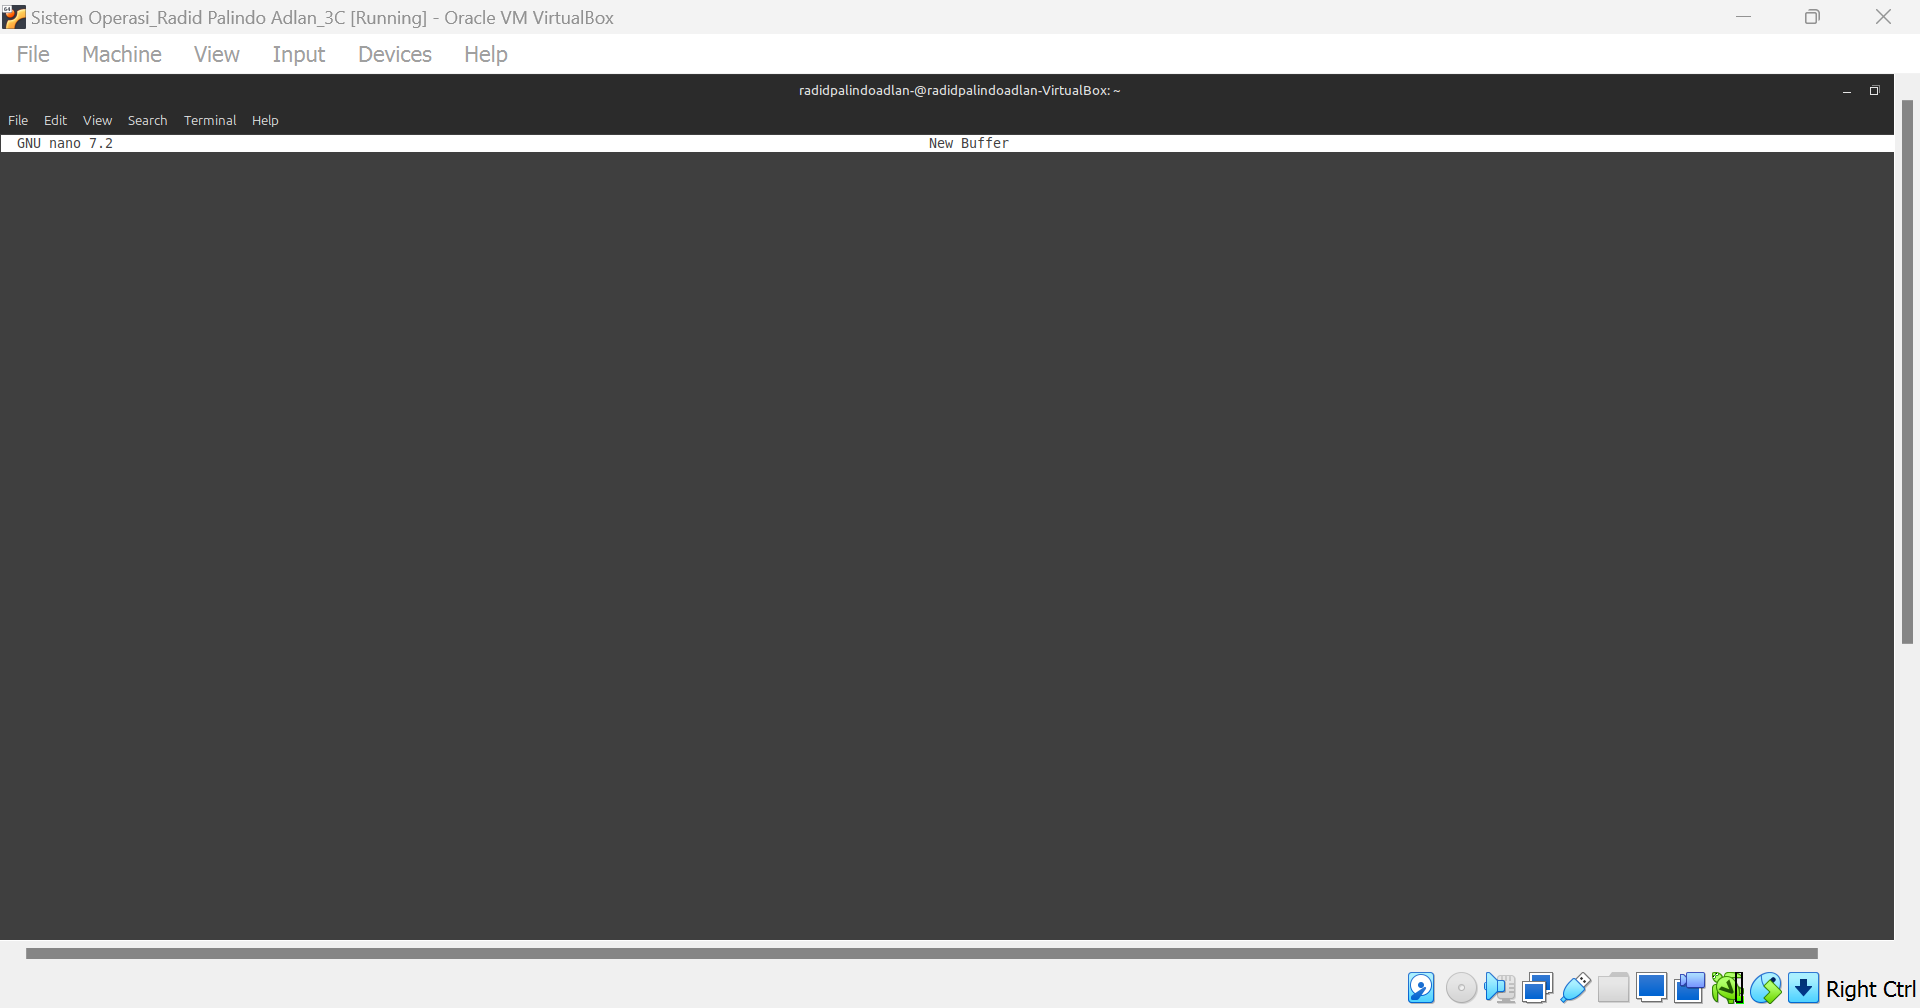 Sistem Operasi_Radid Palindo Adlan_3C [Running] - Oracle VM VirtualBox
File Machine View Input Devices Help
radidpalindoadlan-@radidpalindoadlan-VirtualBox: ~
File Edit View Search Terminal Help
GNU nano 7.2 New Buffer
Right Ctrl